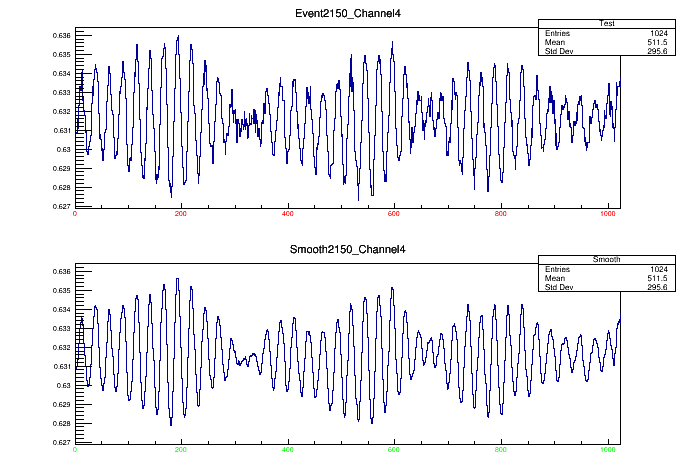 Event2150_Channel4
Test
Entries 1024
Mean 511.5
Std Dev 295.6
0.636
0.635
0.634
0.633
0.632
0.631
0.63
0.629
0.628
0.627
0 200 400 600 800 1000
Smooth2150_Channel4
Smooth
Entries 1024
Mean 511.5
Std Dev 295.6
0.636
0.635
0.634
0.633
0.632
0.631
0.63
0.629
0.628
0.627
0 200 400 600 800 1000